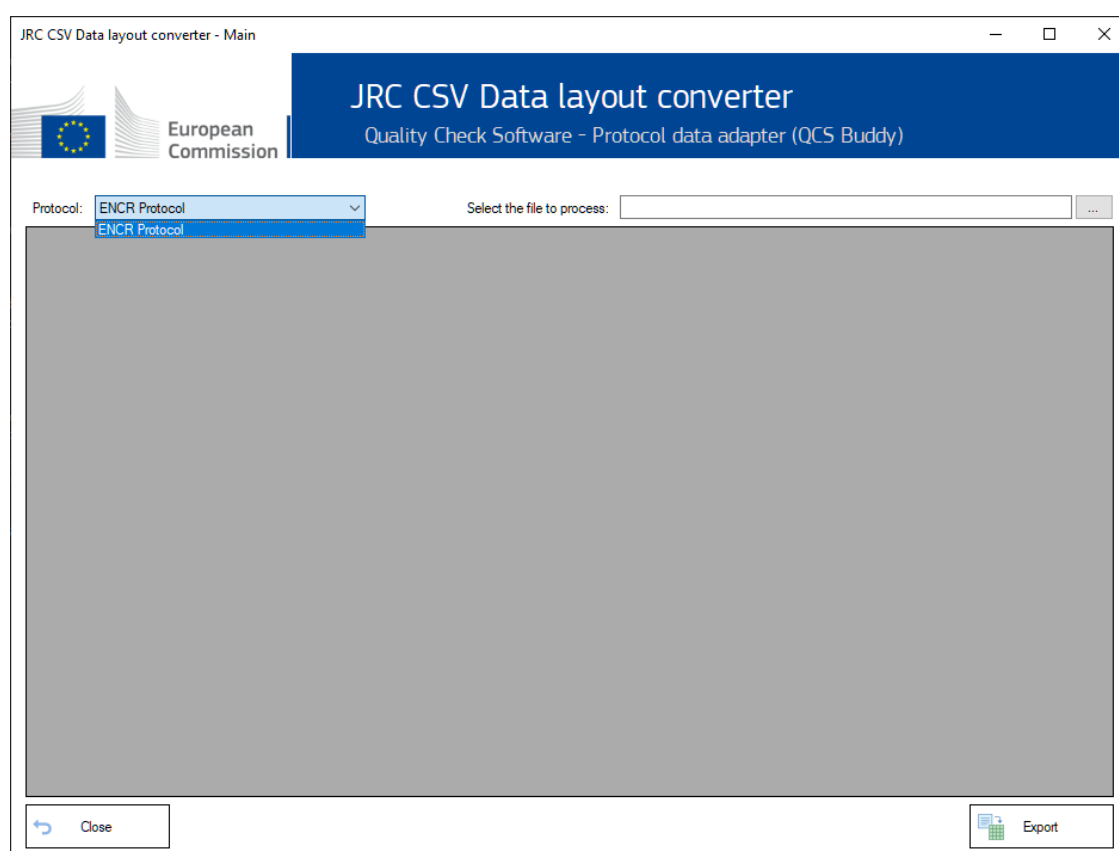 JRC CSV Data layout converter - Main
European
Commission
JRC CSV Data layout converter
Quality Check Software - Protocol data adapter (QCS Buddy)
Protocol: ENCR Protocol Select the file to process: ...
ENCR Protocol
Close Export